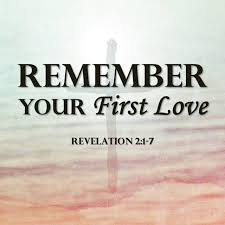 REMEMBER
YOUR First Love
REVELATION 2:1-7